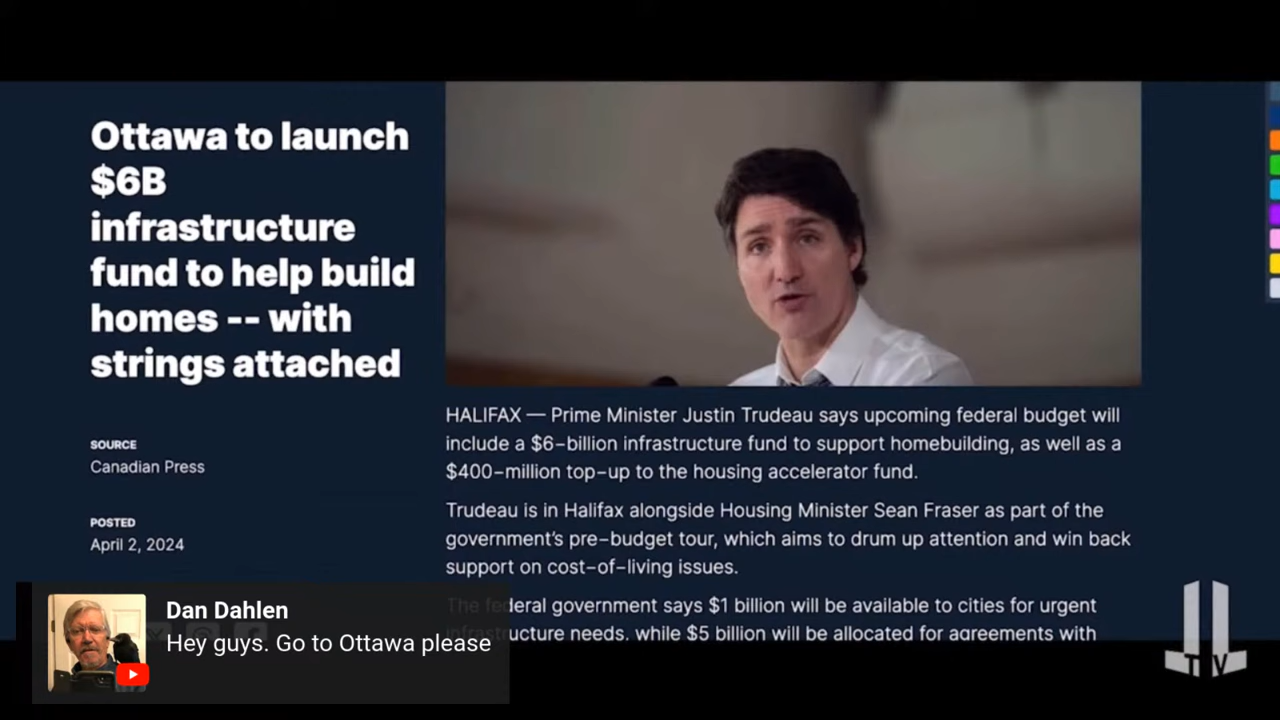 Ottawa to launch
$6B
infrastructure
fund to help build
homes -- with
strings attached
SOURCE
Canadian Press
POSTED
April 2, 2024
HALIFAX — Prime Minister Justin Trudeau says upcoming federal budget will
include a $6-billion infrastructure fund to support homebuilding, as well as a
$400-million top-up to the housing accelerator fund.
Trudeau is in Halifax alongside Housing Minister Sean Fraser as part of the
government's pre-budget tour, which aims to drum up attention and win back
support on cost-of-living issues.
The federal government says $1 billion will be available to cities for urgent
infrastructure needs, while $5 billion will be allocated for agreements with
Dan Dahlen
Hey guys. Go to Ottawa please
TV